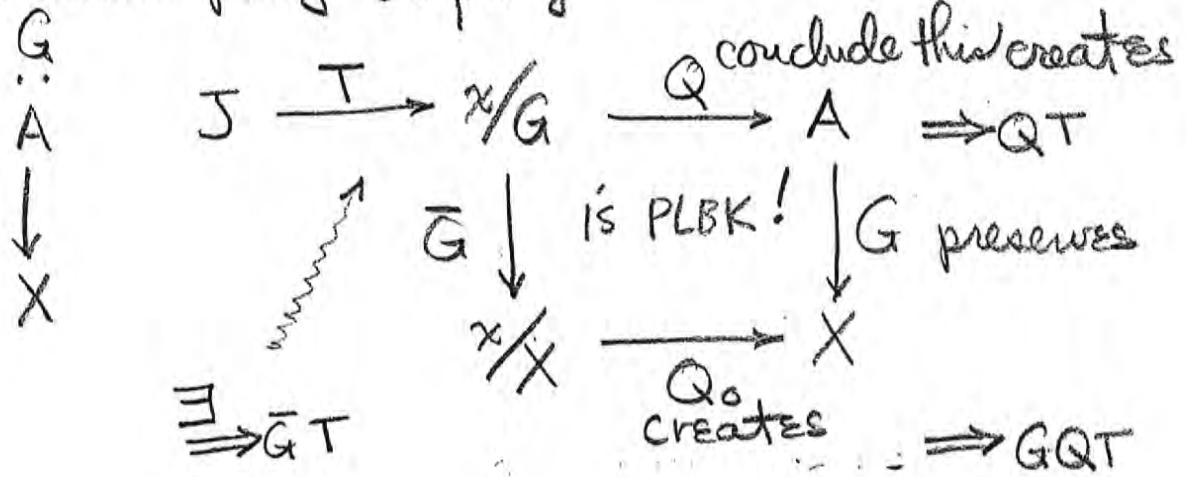 G
..
A
X
conclude this creates
J T x/G Q A ⇒ QT
Ḡ is PLBK! G preserves
x/X Q₀ X
∃ ⇒ ḠT creates ⇒ GQT